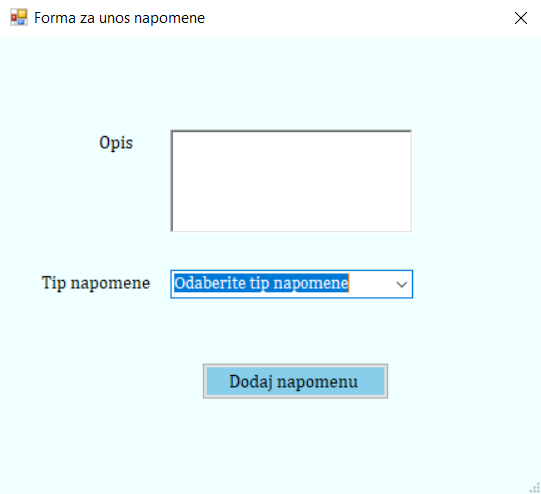 Forma za unos napomene
Opis
Tip napomene
Odaberite tip napomene
Dodaj napomenu